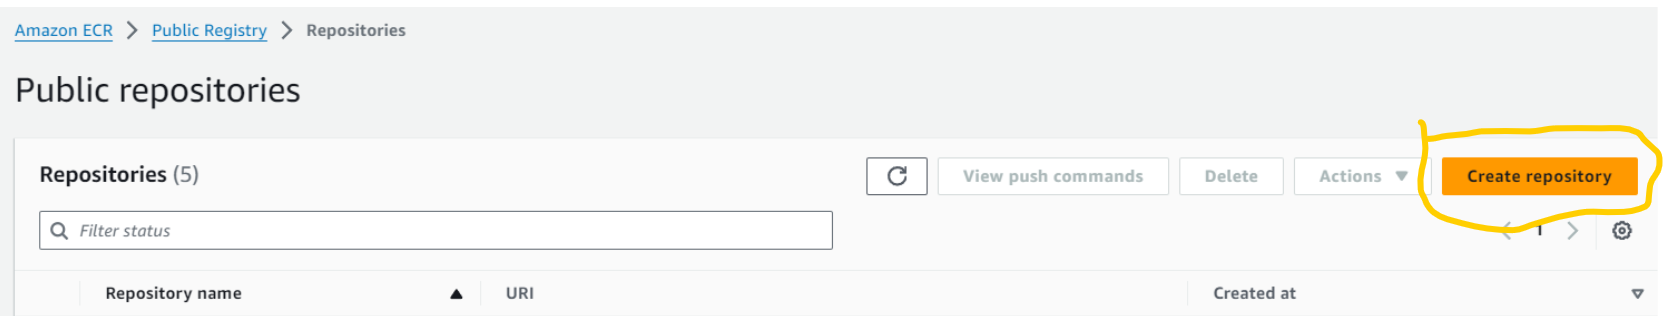 Amazon ECR > Public Registry > Repositories
Public repositories
Repositories (5) View push commands Delete Actions Create repository
Filter status 1
Repository name URI Created at